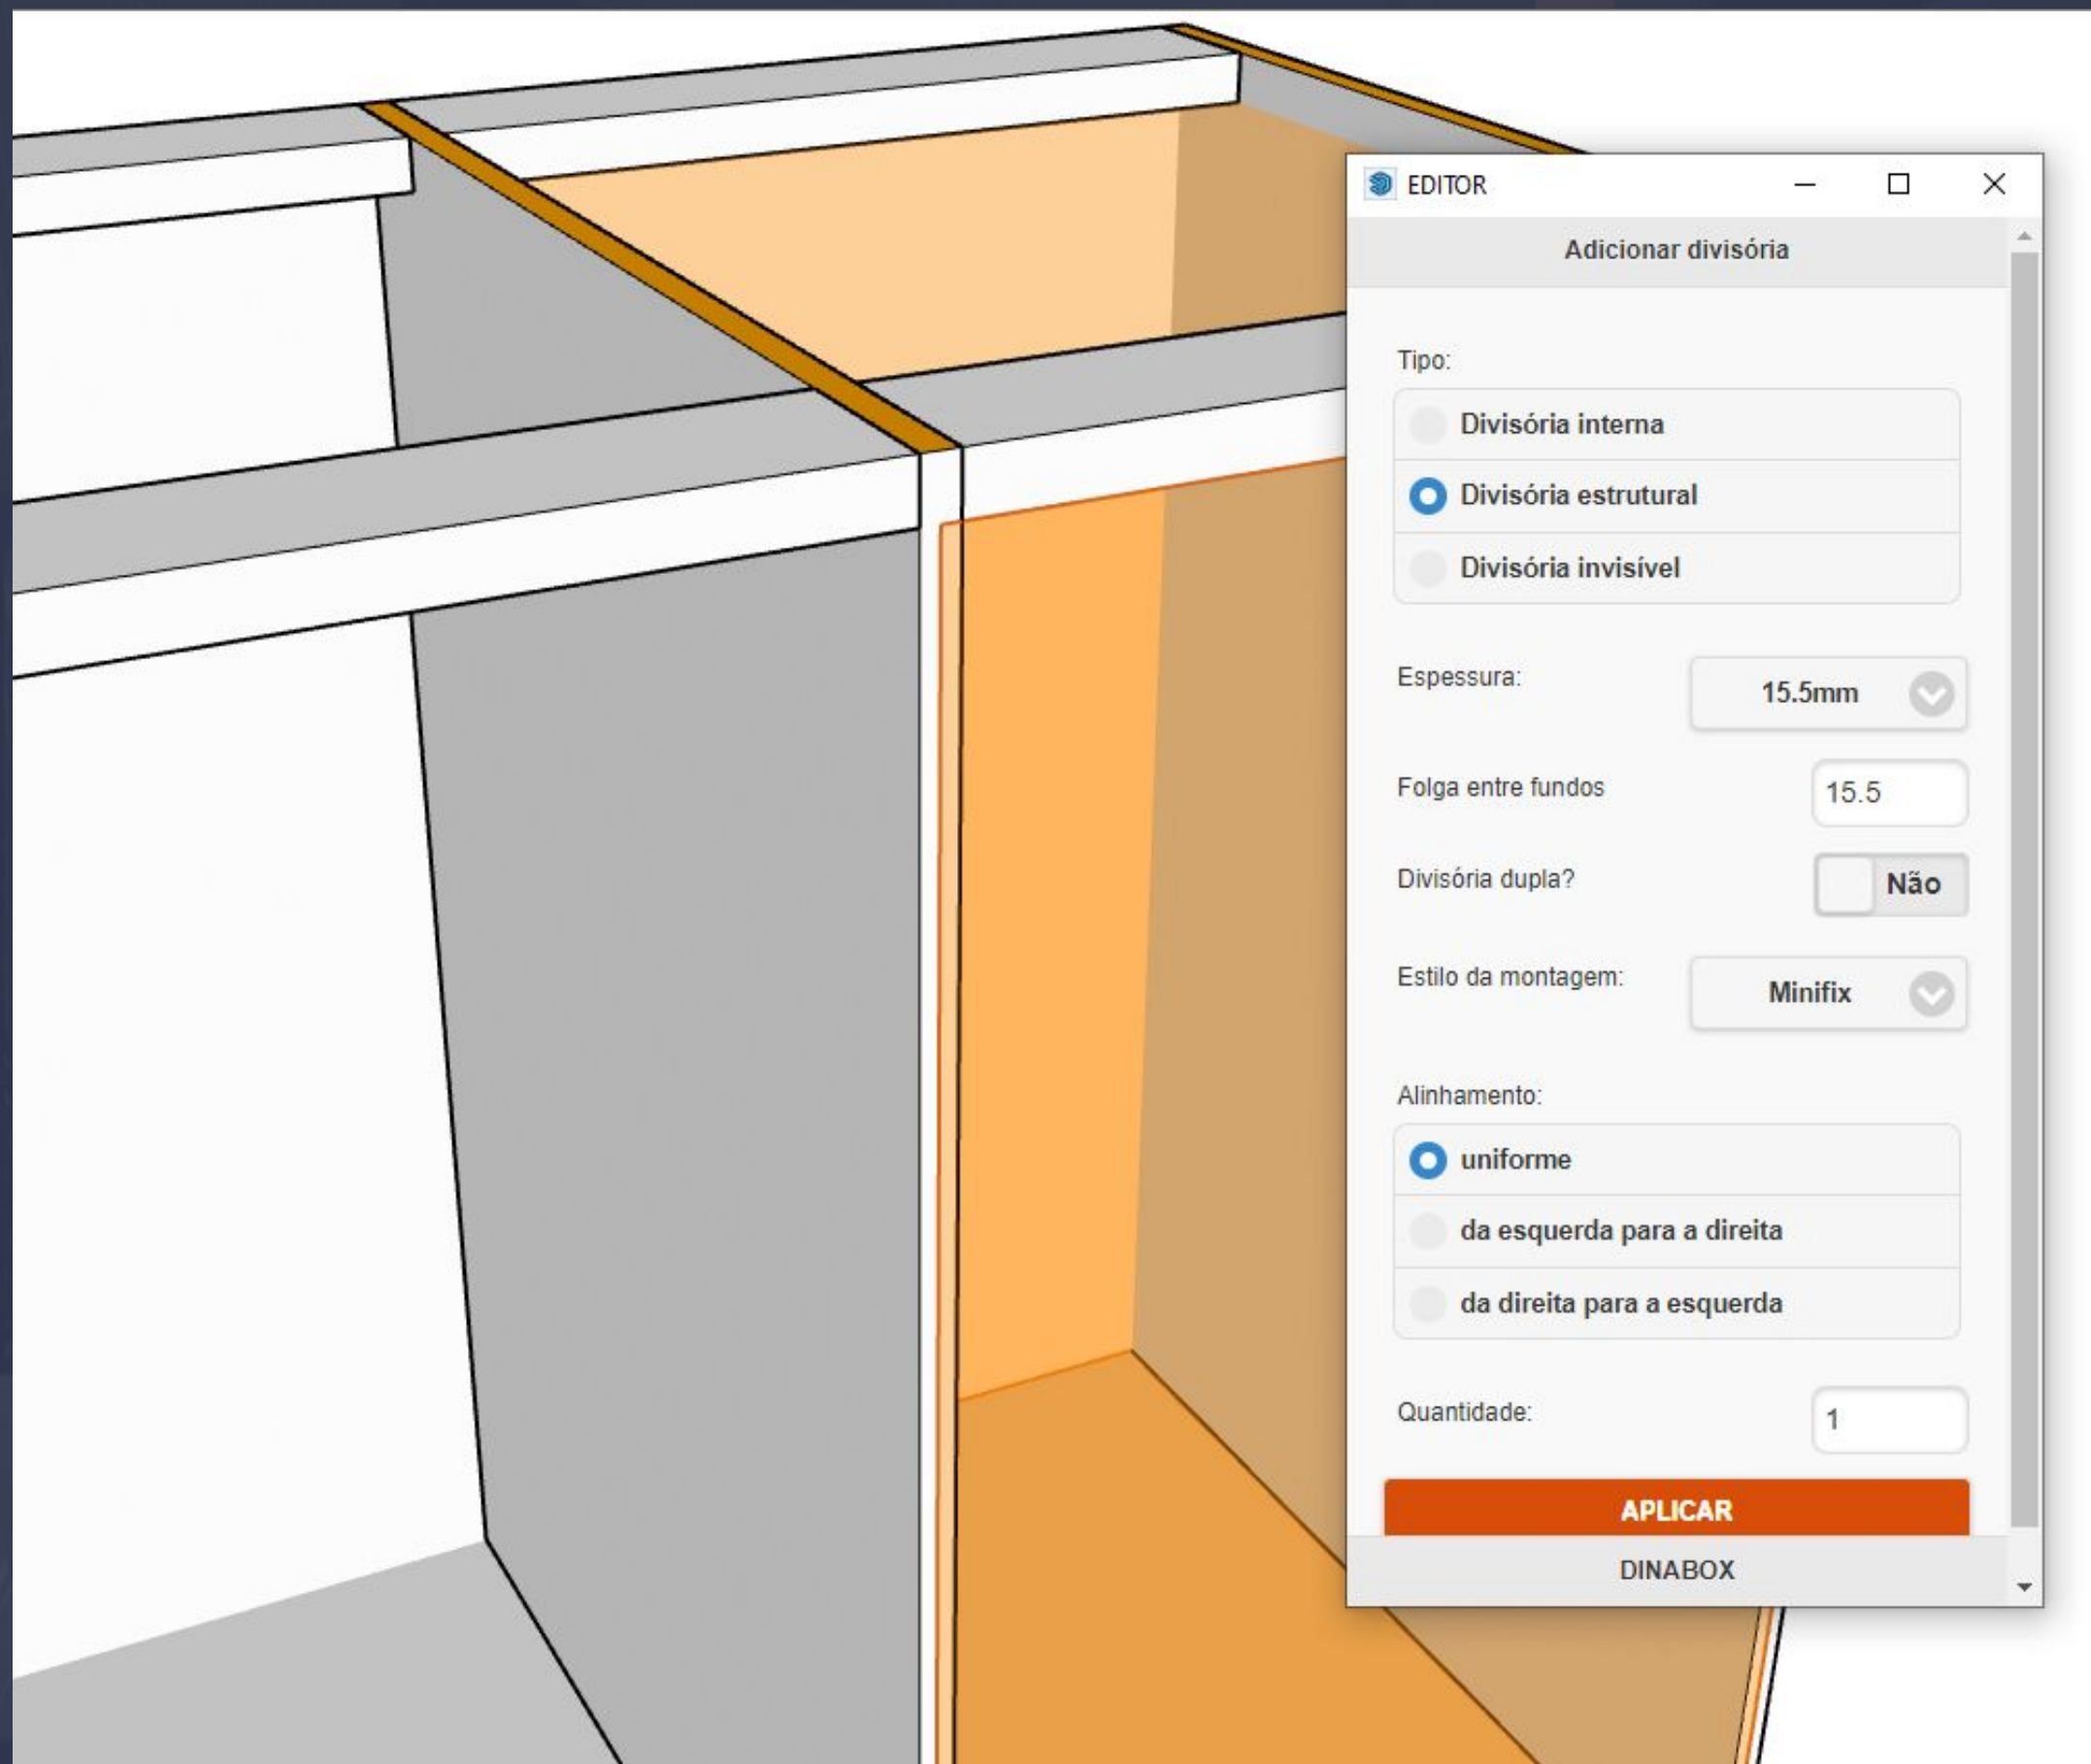 EDITOR
Adicionar divisória
Tipo:
Divisória interna
Divisória estrutural
Divisória invisível
Espessura:
15.5mm
Folga entre fundos
15.5
Divisória dupla?
Não
Estilo da montagem:
Minifix
Alinhamento:
uniforme
da esquerda para a direita
da direita para a esquerda
Quantidade:
1
APLICAR
DINABOX